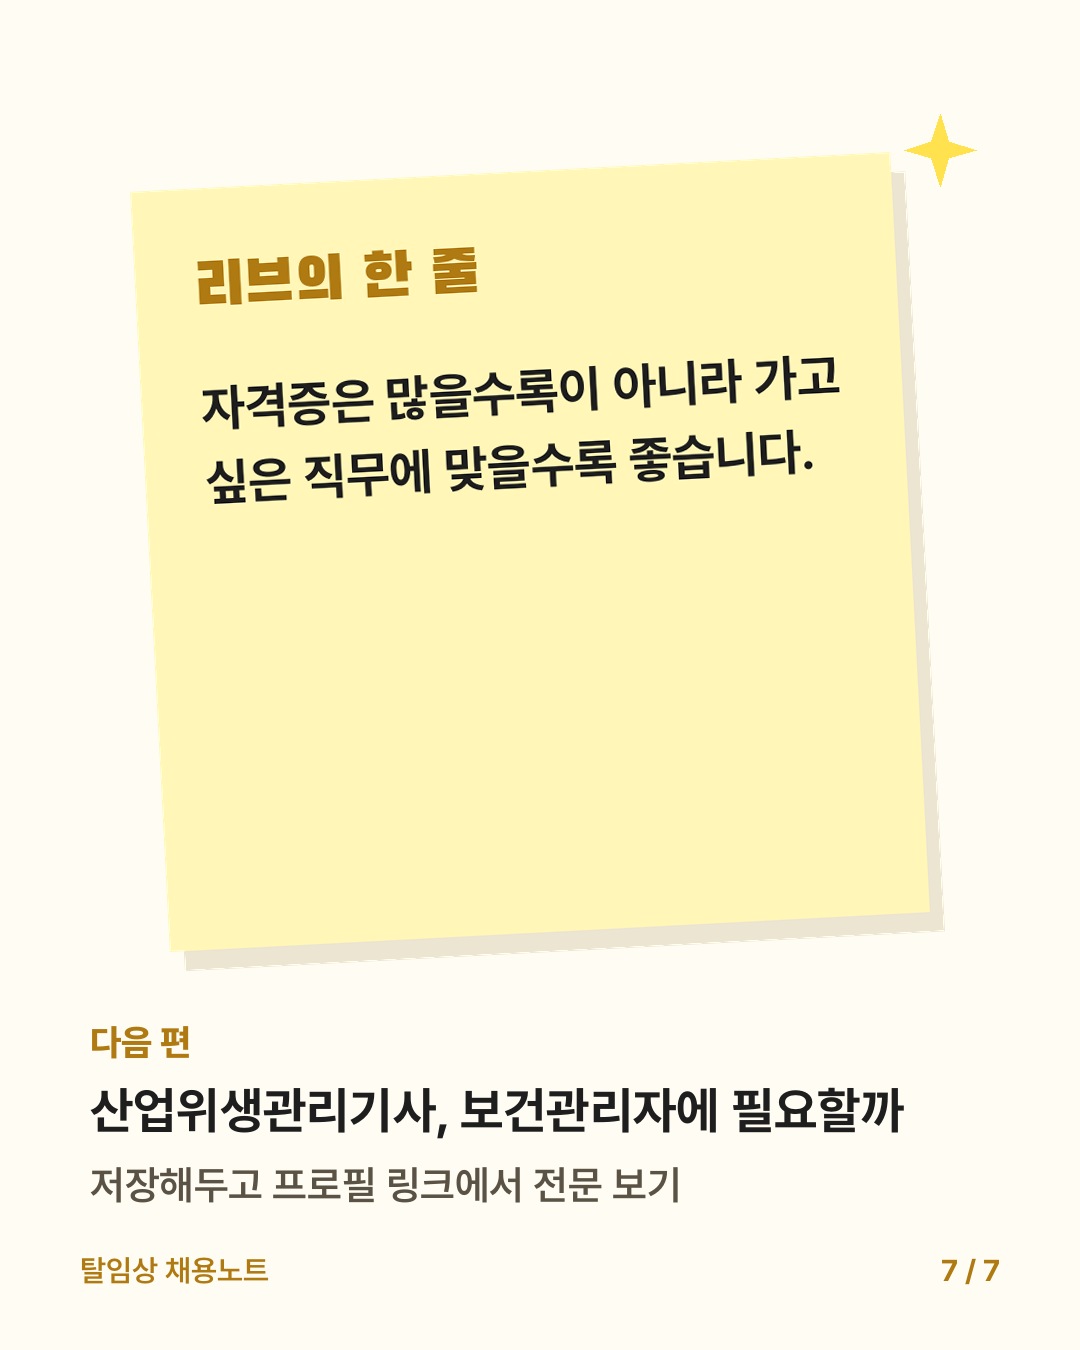 리브의 한 줄
자격증은 많을수록이 아니라 가고
싶은 직무에 맞을수록 좋습니다.
다음 편
산업위생관리기사, 보건관리자에 필요할까
저장해두고 프로필 링크에서 전문 보기
탈임상 채용노트
7 / 7